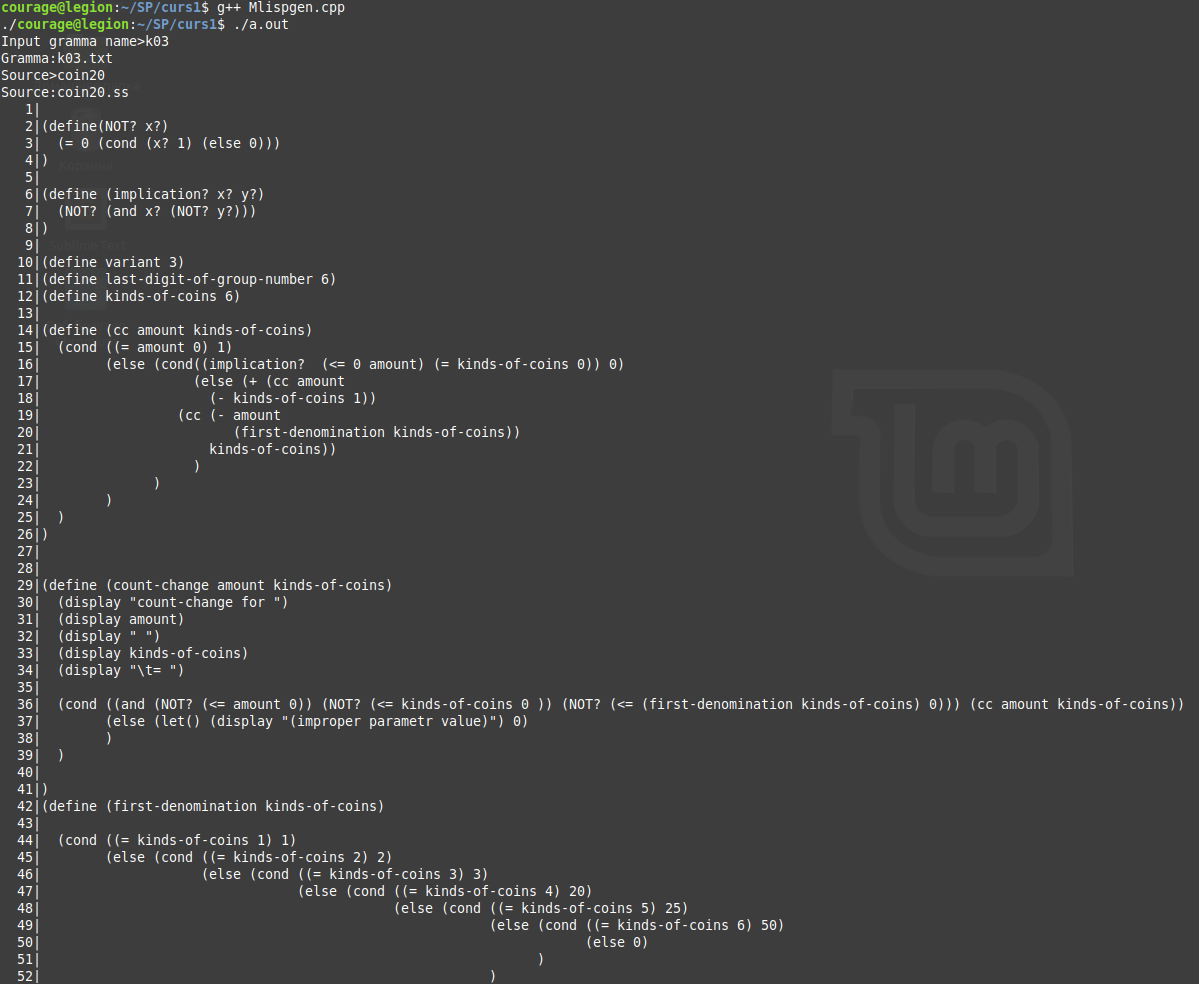 courage@legion:~/SP/curs1$ g++ Mlispgen.cpp
./courage@legion:~/SP/curs1$ ./a.out
Input gramma name>k03
Gramma:k03.txt
Source>coin20
Source:coin20.ss
   1|
   2|(define(NOT? x?)
   3|  (= 0 (cond (x? 1) (else 0)))
   4|)
   5|
   6|(define (implication? x? y?)
   7|  (NOT? (and x? (NOT? y?)))
   8|)
   9|
  10|(define variant 3)
  11|(define last-digit-of-group-number 6)
  12|(define kinds-of-coins 6)
  13|
  14|(define (cc amount kinds-of-coins)
  15|  (cond ((= amount 0) 1)
  16|        (else (cond((implication?  (<= 0 amount) (= kinds-of-coins 0)) 0)
  17|                   (else (+ (cc amount
  18|                     (- kinds-of-coins 1))
  19|                 (cc (- amount
  20|                        (first-denomination kinds-of-coins))
  21|                     kinds-of-coins))
  22|                   )
  23|              )
  24|        )
  25|  )
  26|)
  27|
  28|
  29|(define (count-change amount kinds-of-coins)
  30|  (display "count-change for ")
  31|  (display amount)
  32|  (display " ")
  33|  (display kinds-of-coins)
  34|  (display "\t= ")
  35|
  36|  (cond ((and (NOT? (<= amount 0)) (NOT? (<= kinds-of-coins 0 )) (NOT? (<= (first-denomination kinds-of-coins) 0))) (cc amount kinds-of-coins))
  37|        (else (let() (display "(improper parametr value)") 0)
  38|        )
  39|  )
  40|
  41|)
  42|(define (first-denomination kinds-of-coins)
  43|
  44|  (cond ((= kinds-of-coins 1) 1)
  45|        (else (cond ((= kinds-of-coins 2) 2)
  46|                    (else (cond ((= kinds-of-coins 3) 3)
  47|                                (else (cond ((= kinds-of-coins 4) 20)
  48|                                            (else (cond ((= kinds-of-coins 5) 25)
  49|                                                        (else (cond ((= kinds-of-coins 6) 50)
  50|                                                                    (else 0)
  51|                                                              )
  52|                                                        )